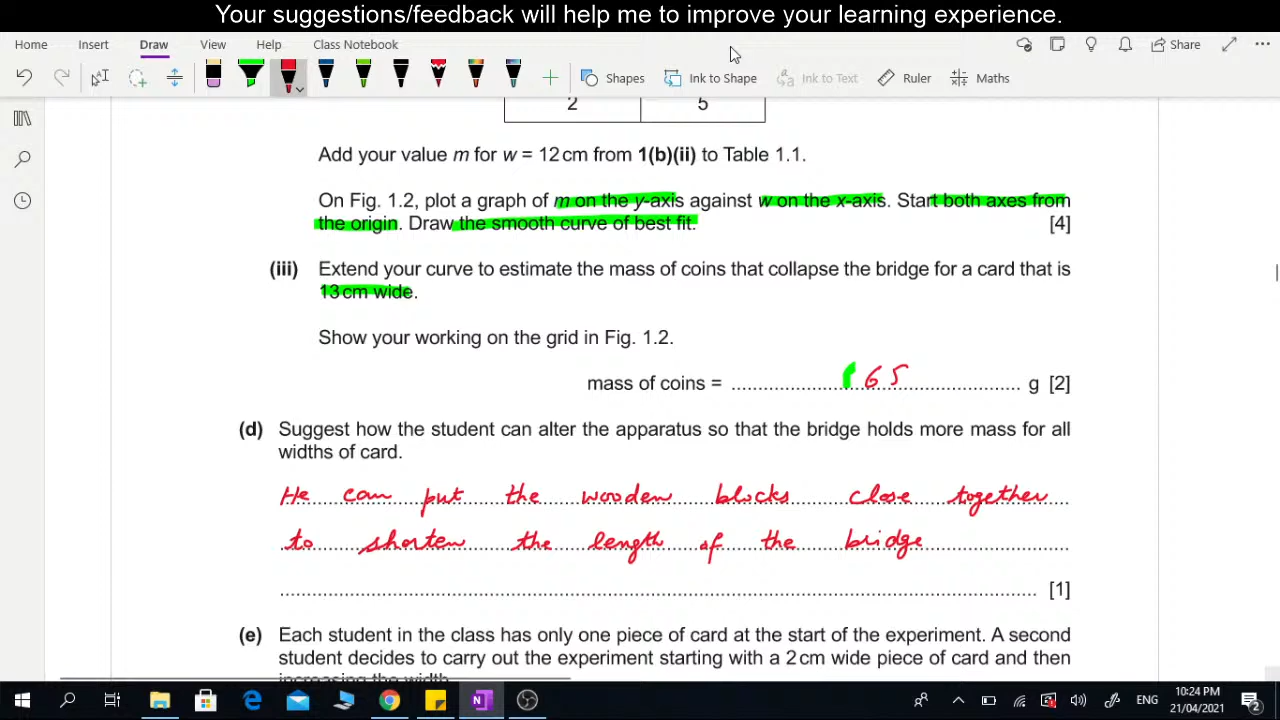 Your suggestions/feedback will help me to improve your learning experience.
Home Insert Draw View Help Class Notebook Share
Shapes Ink to Shape Ink to Text Ruler Maths
2 5
Add your value m for w = 12 cm from 1(b)(ii) to Table 1.1.
On Fig. 1.2, plot a graph of m on the y-axis against w on the x-axis. Start both axes from
the origin. Draw the smooth curve of best fit. [4]
(iii) Extend your curve to estimate the mass of coins that collapse the bridge for a card that is
13 cm wide.
Show your working on the grid in Fig. 1.2.
mass of coins = ...................... 165 ...................... g [2]
(d) Suggest how the student can alter the apparatus so that the bridge holds more mass for all
widths of card.
He can put the wooden blocks close together
to shorten the length of the bridge
[1]
(e) Each student in the class has only one piece of card at the start of the experiment. A second
student decides to carry out the experiment starting with a 2 cm wide piece of card and then
increasing the width
ENG 10:24 PM
21/04/2021 2